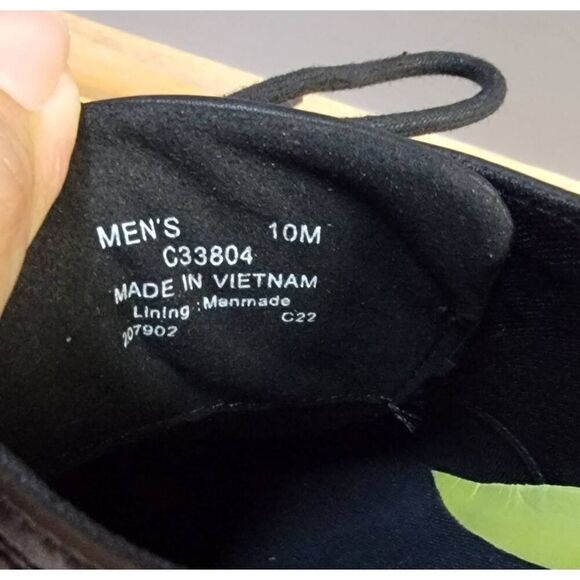 MEN'S 10M
C33804
MADE IN VIETNAM
Lining : Manmade
207902 C22